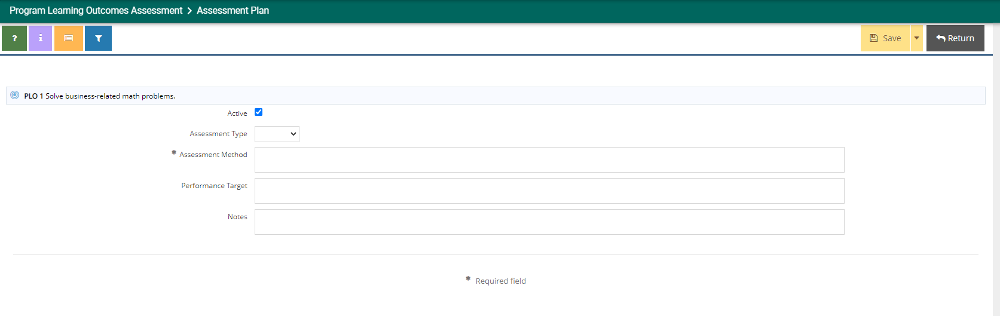 Program Learning Outcomes Assessment > Assessment Plan
? i Save Return
PLO 1 Solve business-related math problems.
Active
Assessment Type
* Assessment Method
Performance Target
Notes
* Required field